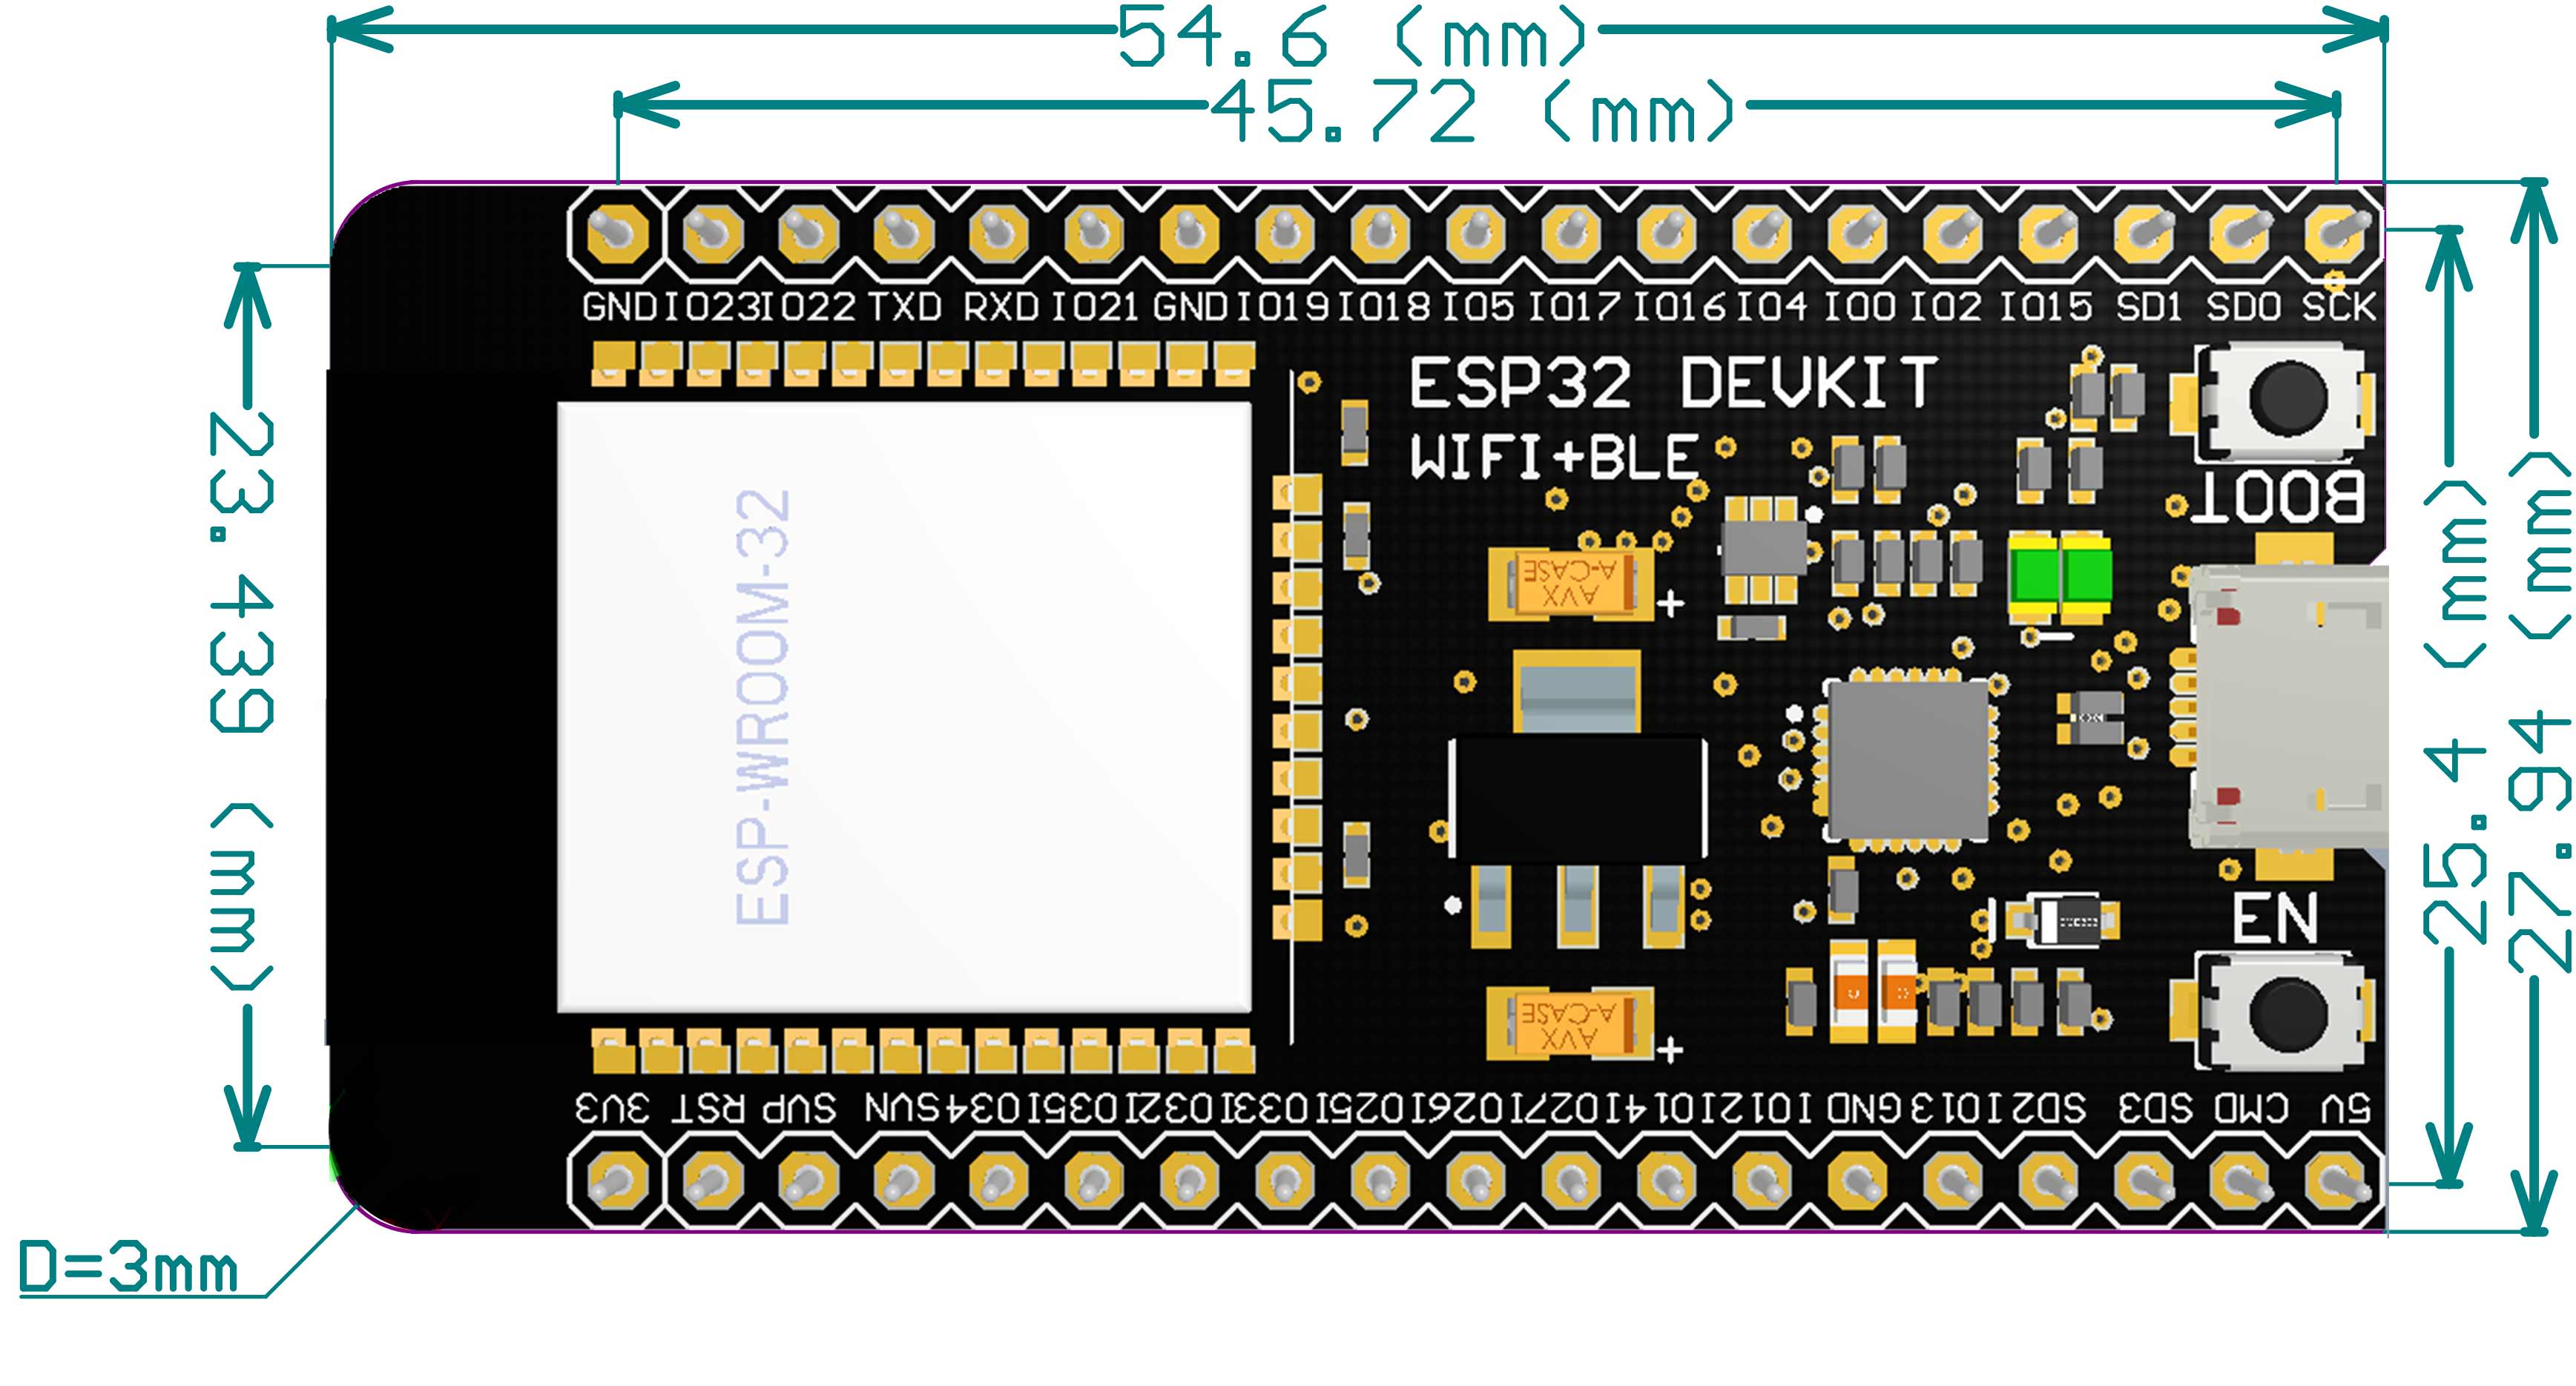 54.6 (mm)
45.72 (mm)
GND IO23 IO22 TXD RXD IO21 GND IO19 IO18 IO5 IO17 IO16 IO4 IO0 IO2 IO15 SD1 SD0 SCK
ESP32 DEVKIT
WIFI+BLE
BOOT
23.439 (mm)
ESP-WROOM-32
AVX
A-CASE
+
25.4 (mm)
27.94 (mm)
EN
AVX
A-CASE
+
3V3 RST SVP SVN IO34 IO35 IO32 IO33 IO25 IO26 IO27 IO14 IO12 GND IO13 SD2 SD3 CMD 5V
D=3mm